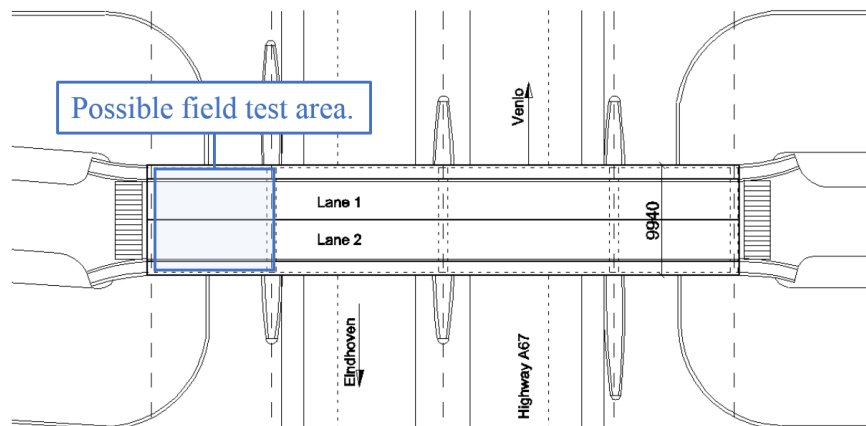 Possible field test area.
Venlo
Lane 1
Lane 2
9940
Eindhoven
Highway A67